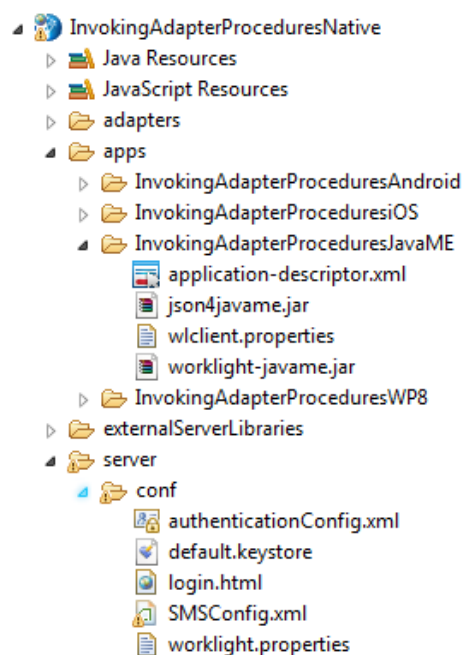 InvokingAdapterProceduresNative
Java Resources
JavaScript Resources
adapters
apps
InvokingAdapterProceduresAndroid
InvokingAdapterProceduresiOS
InvokingAdapterProceduresJavaME
application-descriptor.xml
json4javame.jar
wlclient.properties
worklight-javame.jar
InvokingAdapterProceduresWP8
externalServerLibraries
server
conf
authenticationConfig.xml
default.keystore
login.html
SMSConfig.xml
worklight.properties